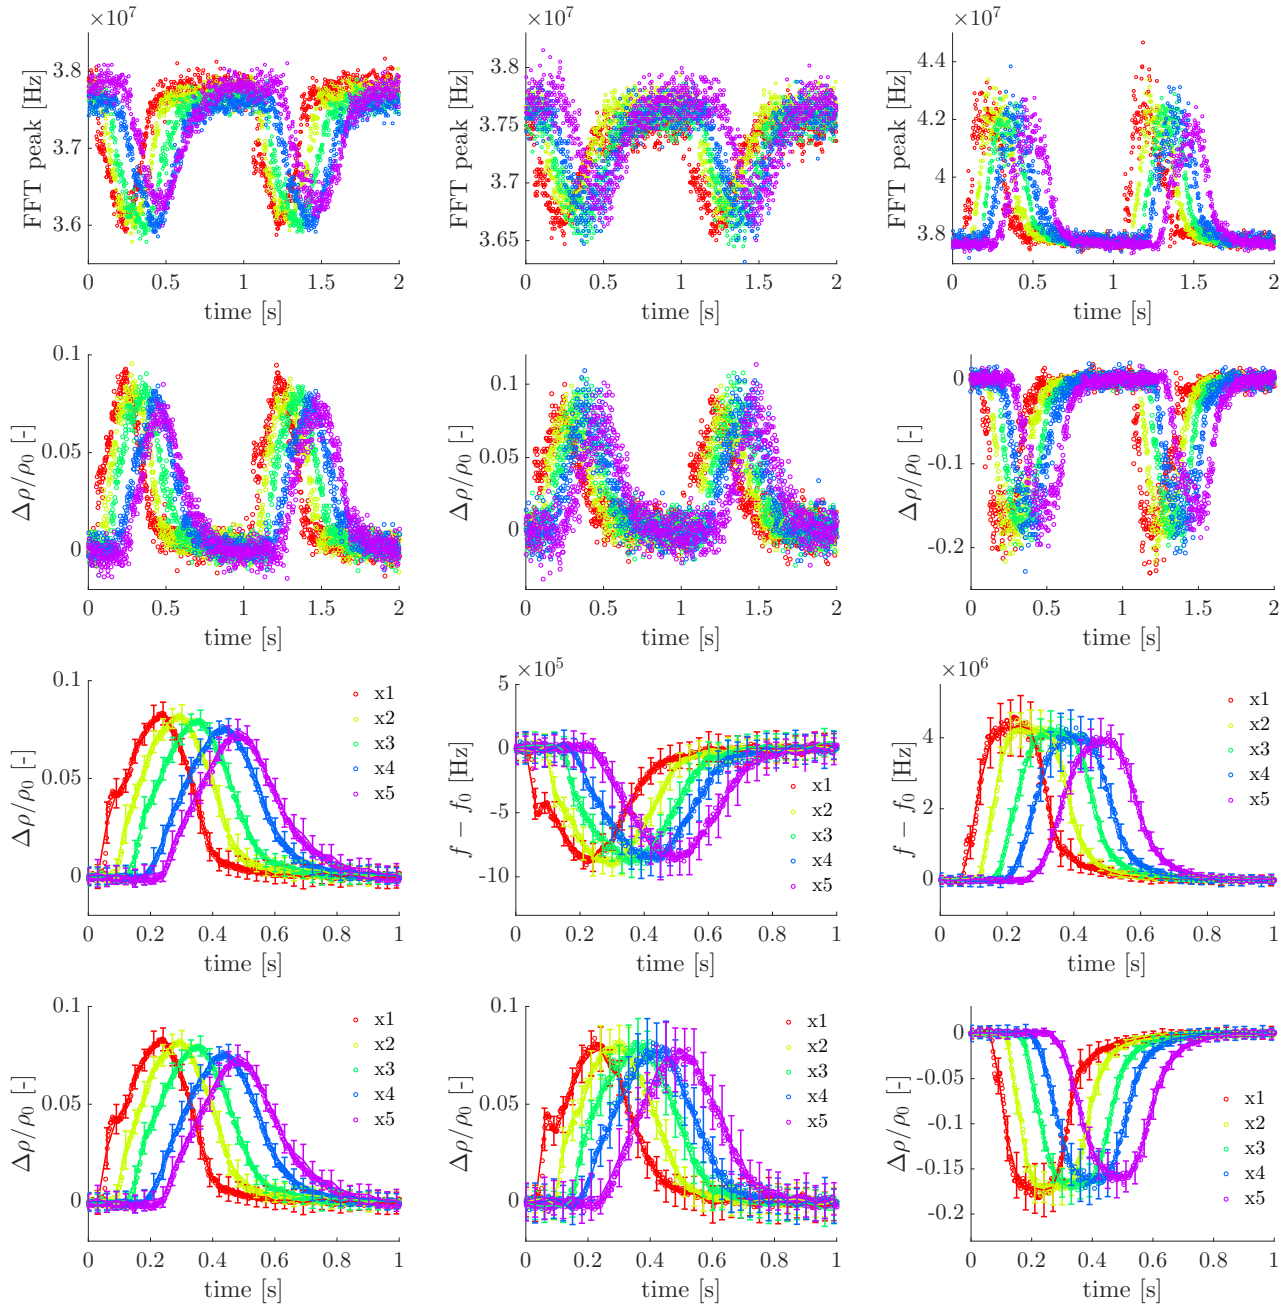 ×10⁷
FFT peak [Hz]
3.8
3.7
3.6
0
0.5
1
1.5
2
time [s]
×10⁷
FFT peak [Hz]
3.8
3.75
3.7
3.65
0
0.5
1
1.5
2
time [s]
×10⁷
FFT peak [Hz]
4.4
4.2
4
3.8
0
0.5
1
1.5
2
time [s]
Δρ/ρ₀ [-]
0.1
0.05
0
0
0.5
1
1.5
2
time [s]
Δρ/ρ₀ [-]
0.1
0.05
0
0
0.5
1
1.5
2
time [s]
Δρ/ρ₀ [-]
0
-0.1
-0.2
0
0.5
1
1.5
2
time [s]
Δρ/ρ₀ [-]
0.1
0.05
0
x1
x2
x3
x4
x5
0
0.2
0.4
0.6
0.8
1
time [s]
×10⁵
f − f₀ [Hz]
5
0
-5
-10
x1
x2
x3
x4
x5
0
0.2
0.4
0.6
0.8
1
time [s]
×10⁶
f − f₀ [Hz]
4
2
0
x1
x2
x3
x4
x5
0
0.2
0.4
0.6
0.8
1
time [s]
Δρ/ρ₀ [-]
0.1
0.05
0
x1
x2
x3
x4
x5
0
0.2
0.4
0.6
0.8
1
time [s]
Δρ/ρ₀ [-]
0.1
0.05
0
x1
x2
x3
x4
x5
0
0.2
0.4
0.6
0.8
1
time [s]
Δρ/ρ₀ [-]
0
-0.05
-0.1
-0.15
-0.2
x1
x2
x3
x4
x5
0
0.2
0.4
0.6
0.8
1
time [s]